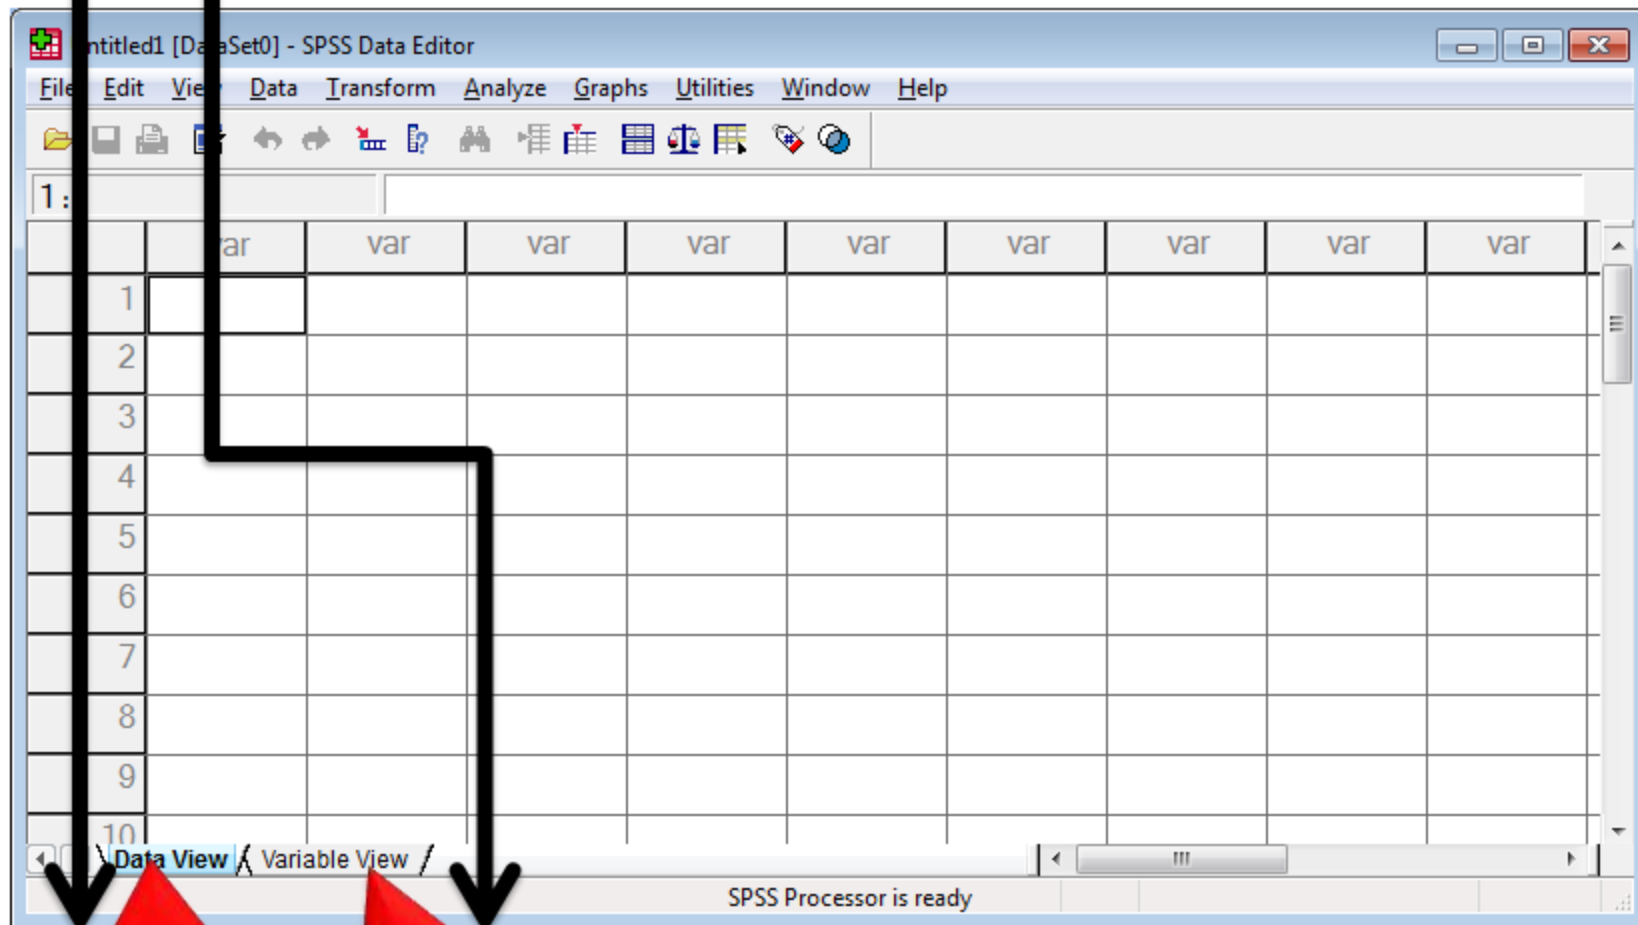 ntitled1 [Da aSet0] - SPSS Data Editor
File Edit View Data Transform Analyze Graphs Utilities Window Help
1 :
var var var var var var var var var
1
2
3
4
5
6
7
8
9
10
Data View Variable View
SPSS Processor is ready